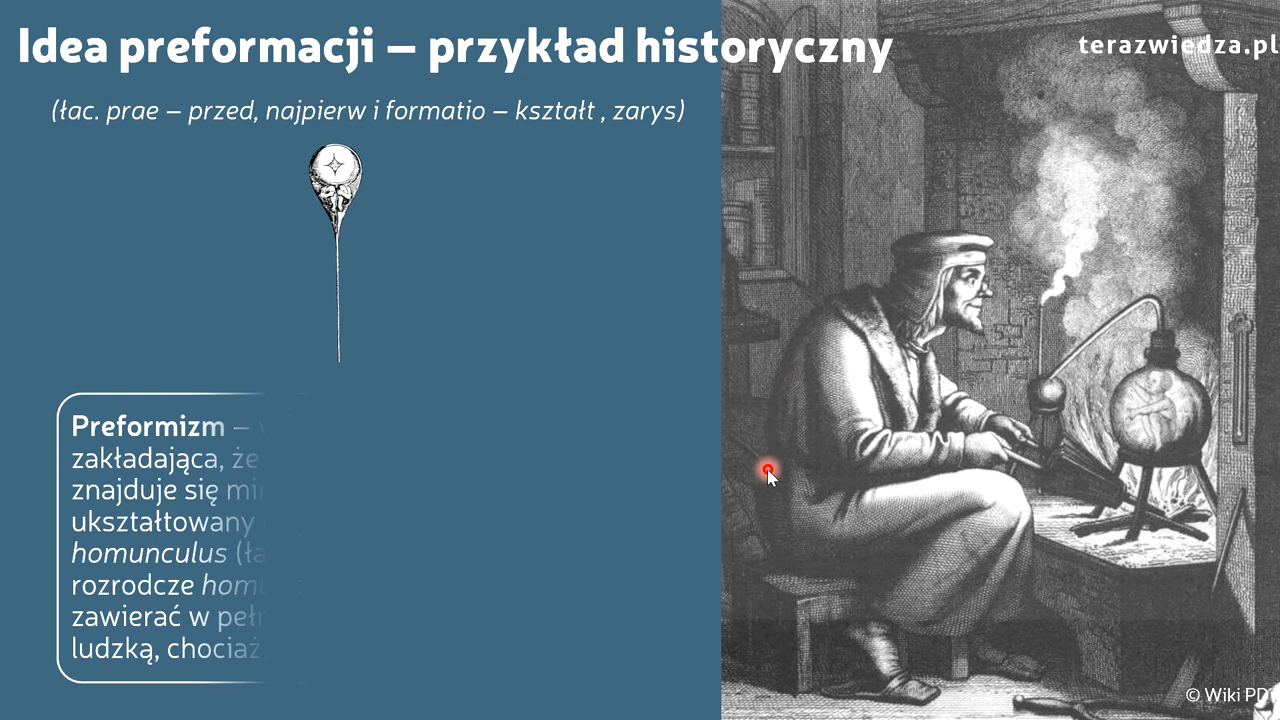 Idea preformacji – przykład historyczny
terazwiedza.pl
(łac. prae – przed, najpierw i formatio – kształt , zarys)
Preformizm –
zakładająca, że
znajduje się
ukształtowany
homunculus
rozrodcze
zawierać w
ludzką, chociaż
© Wiki PD